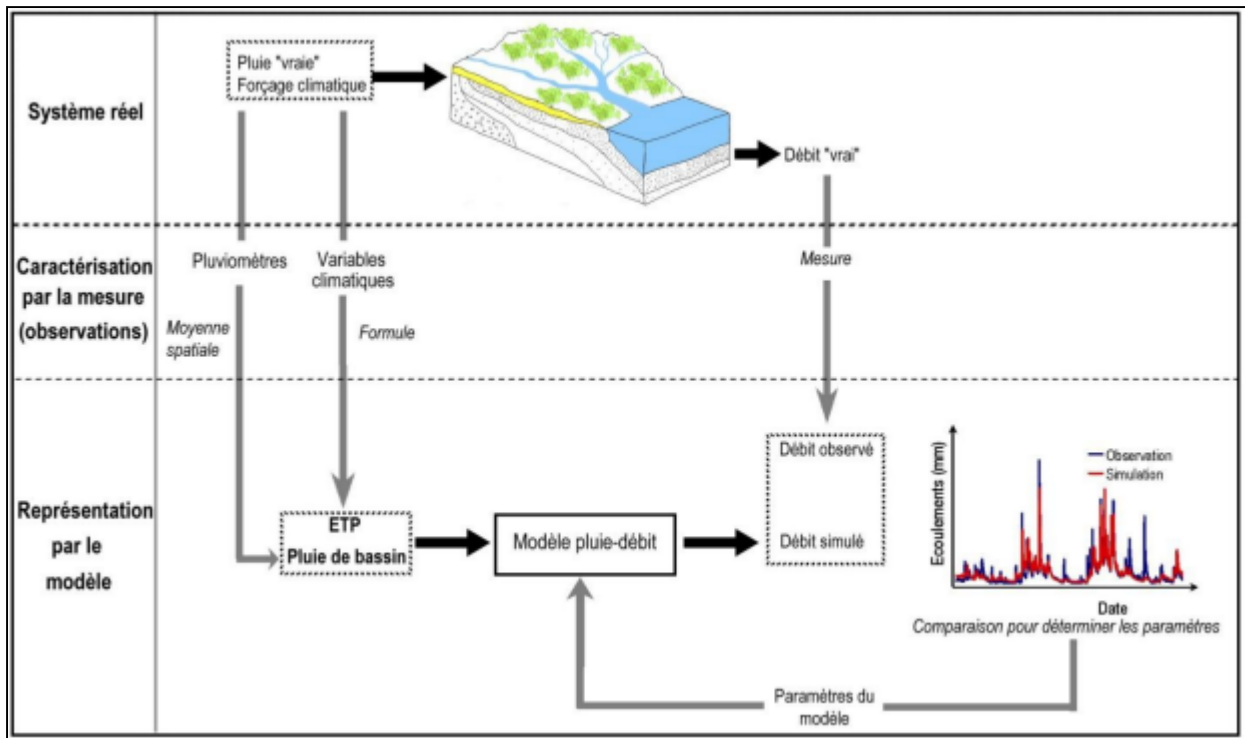 Système réel
Pluie "vraie"
Forçage climatique
Débit "vrai"
Caractérisation
par la mesure
(observations)
Pluviomètres
Variables
climatiques
Mesure
Moyenne
spatiale
Formule
Représentation
par le
modèle
ETP
Pluie de bassin
Modèle pluie-débit
Débit observé
Débit simulé
Ecoulements (mm)
Observation
Simulation
Date
Comparaison pour déterminer les paramètres
Paramètres du
modèle